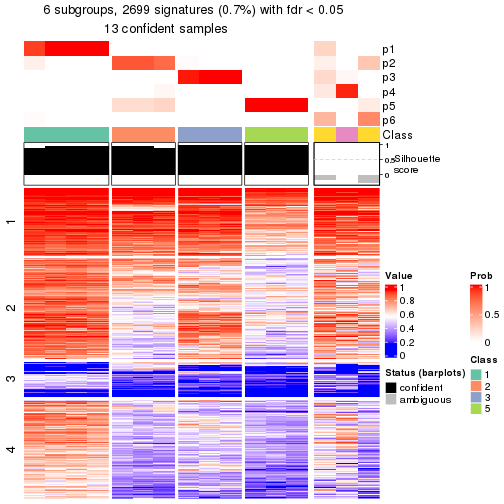 6 subgroups, 2699 signatures (0.7%) with fdr < 0.05
13 confident samples
p1
p2
p3
p4
p5
p6
Class
1
0.5
0
Silhouette
score
1
2
3
4
Value
1
0.8
0.6
0.4
0.2
0
Status (barplots)
confident
ambiguous
Prob
1
0.5
0
Class
1
2
3
5